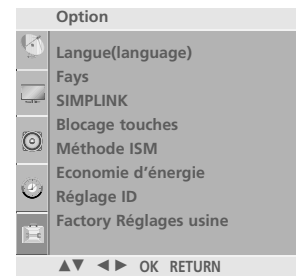 Option
Langue(language)
Fays
SIMPLINK
Blocage touches
Méthode ISM
Economie d'énergie
Réglage ID
Factory Réglages usine
▲▼ ◄► OK RETURN